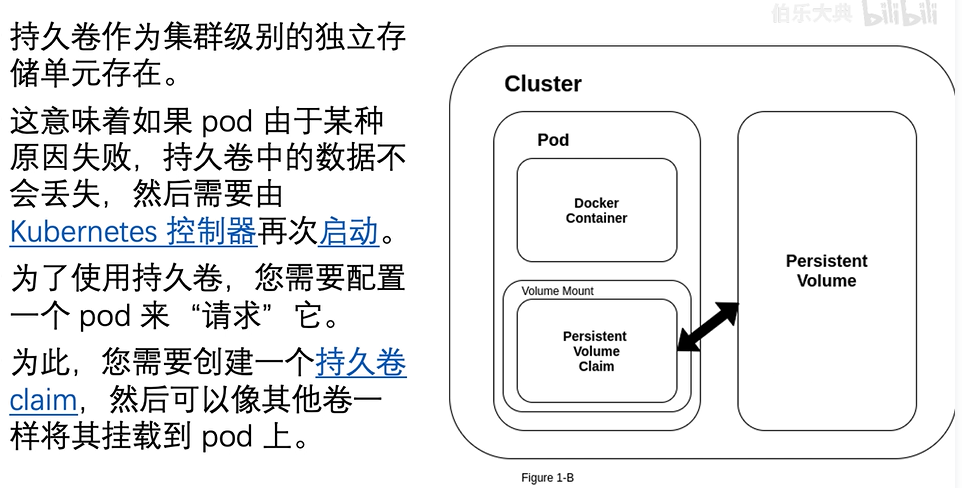 伯乐大典 bilibili
持久卷作为集群级别的独立存
储单元存在。
这意味着如果 pod 由于某种
原因失败，持久卷中的数据不
会丢失，然后需要由
Kubernetes 控制器再次启动。
为了使用持久卷，您需要配置
一个 pod 来“请求”它。
为此，您需要创建一个持久卷
claim，然后可以像其他卷一
样将其挂载到 pod 上。
Cluster
Pod
Docker
Container
Volume Mount
Persistent
Volume
Claim
Persistent
Volume
Figure 1-B